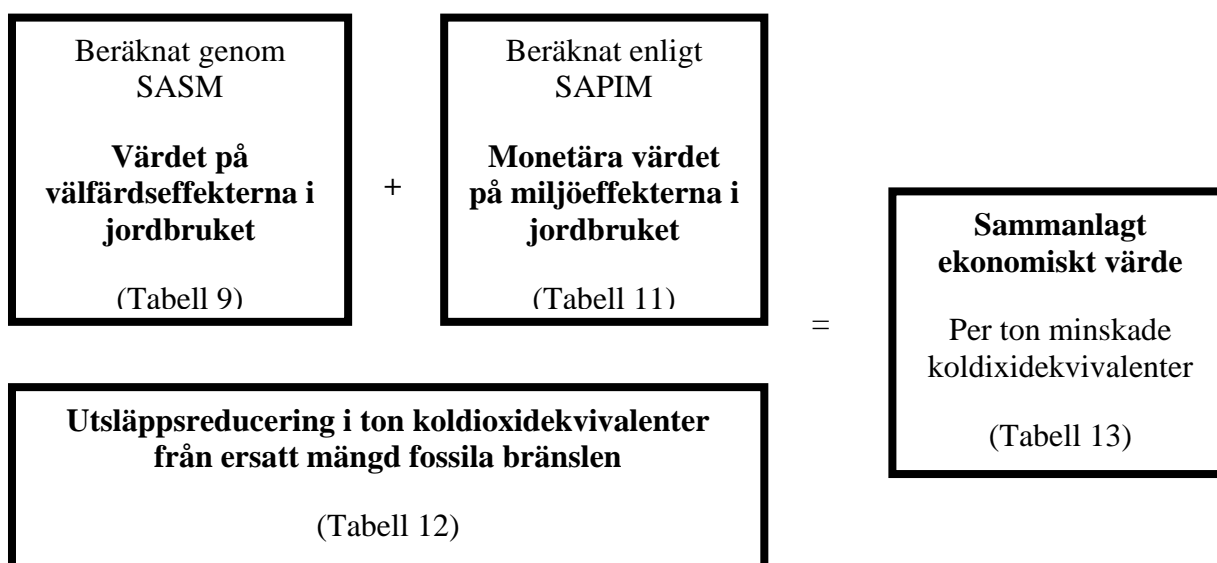 Beräknat genom
SASM
Värdet på
välfärdseffekterna i
jordbruket
(Tabell 9)
+
Beräknat enligt
SAPIM
Monetära värdet
på miljöeffekterna i
jordbruket
(Tabell 11)
Utsläppsreducering i ton koldioxidekvivalenter
från ersatt mängd fossila bränslen
(Tabell 12)
=
Sammanlagt
ekonomiskt värde
Per ton minskade
koldixidekvivalenter
(Tabell 13)